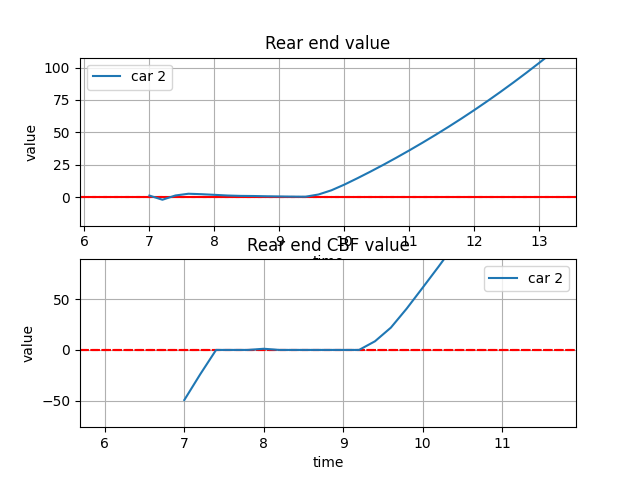 Rear end value
100
75
50
25
0
value
car 2
6 7 8 9 10 11 12 13
time
Rear end CBF value
50
0
−50
value
car 2
6 7 8 9 10 11
time